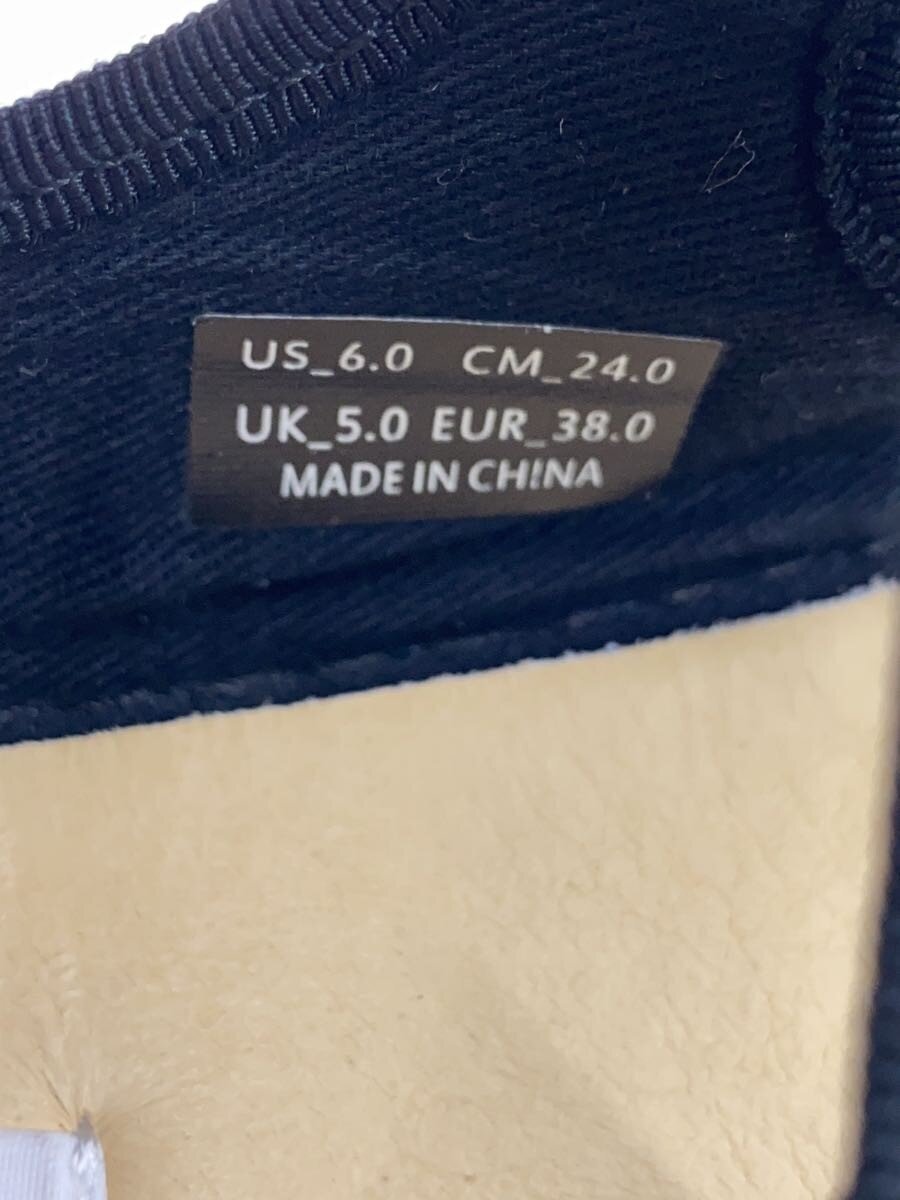 US_6.0 CM_24.0
UK_5.0 EUR_38.0
MADE IN CHINA